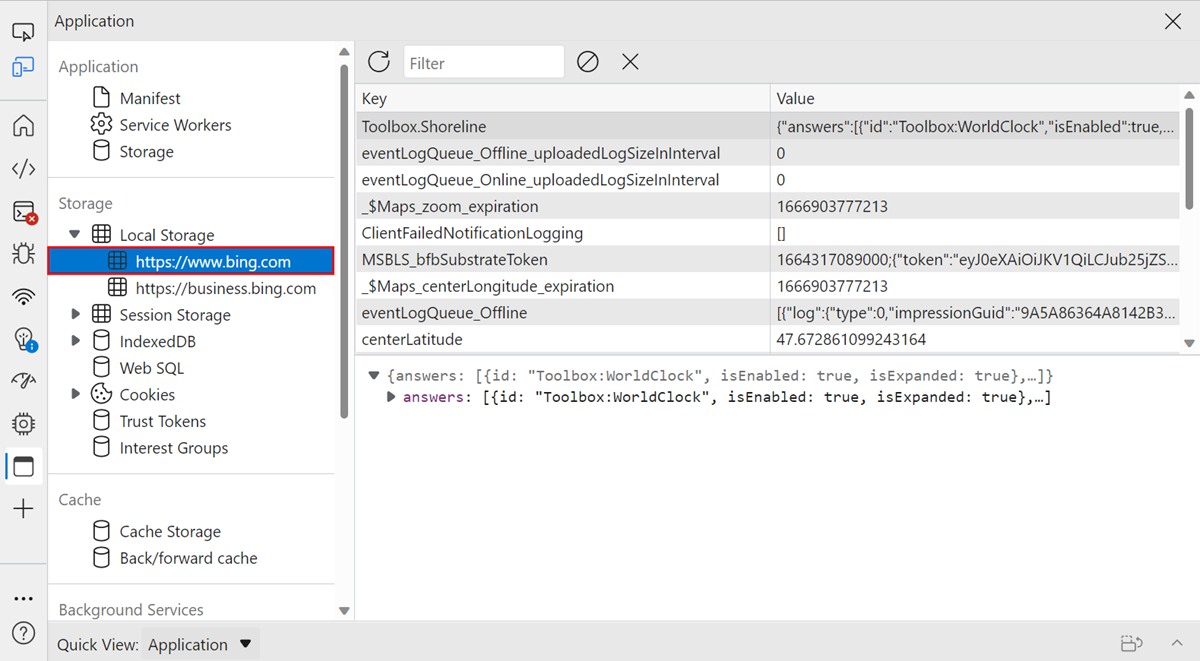 Application
Application
Manifest
Service Workers
Storage
Storage
Local Storage
https://www.bing.com
https://business.bing.com
Session Storage
IndexedDB
Web SQL
Cookies
Trust Tokens
Interest Groups
Cache
Cache Storage
Back/forward cache
Background Services
Filter
Key Value
Toolbox.Shoreline {"answers":[{"id":"Toolbox:WorldClock","isEnabled":true,...
eventLogQueue_Offline_uploadedLogSizeInInterval 0
eventLogQueue_Online_uploadedLogSizeInInterval 0
_$Maps_zoom_expiration 1666903777213
ClientFailedNotificationLogging []
MSBLS_bfbSubstrateToken 1664317089000;{"token":"eyJ0eXAiOiJKV1QiLCJub25jZS...
_$Maps_centerLongitude_expiration 1666903777213
eventLogQueue_Offline [{"log":{"type":0,"impressionGuid":"9A5A86364A8142B3...
centerLatitude 47.672861099243164
{answers: [{id: "Toolbox:WorldClock", isEnabled: true, isExpanded: true},…]}
answers: [{id: "Toolbox:WorldClock", isEnabled: true, isExpanded: true},…]
Quick View: Application